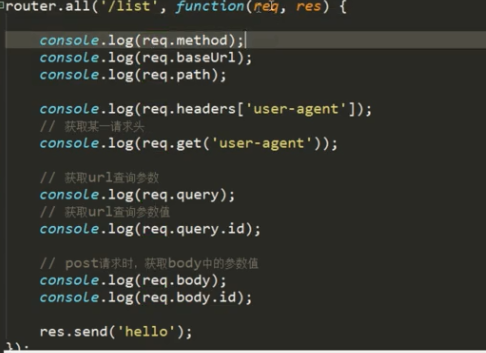 router.all('/list', function(req, res) {
console.log(req.method);
console.log(req.baseUrl);
console.log(req.path);
console.log(req.headers['user-agent']);
// 获取某一请求头
console.log(req.get('user-agent'));
// 获取url查询参数
console.log(req.query);
// 获取url查询参数值
console.log(req.query.id);
// post请求时，获取body中的参数值
console.log(req.body);
console.log(req.body.id);
res.send('hello');
});